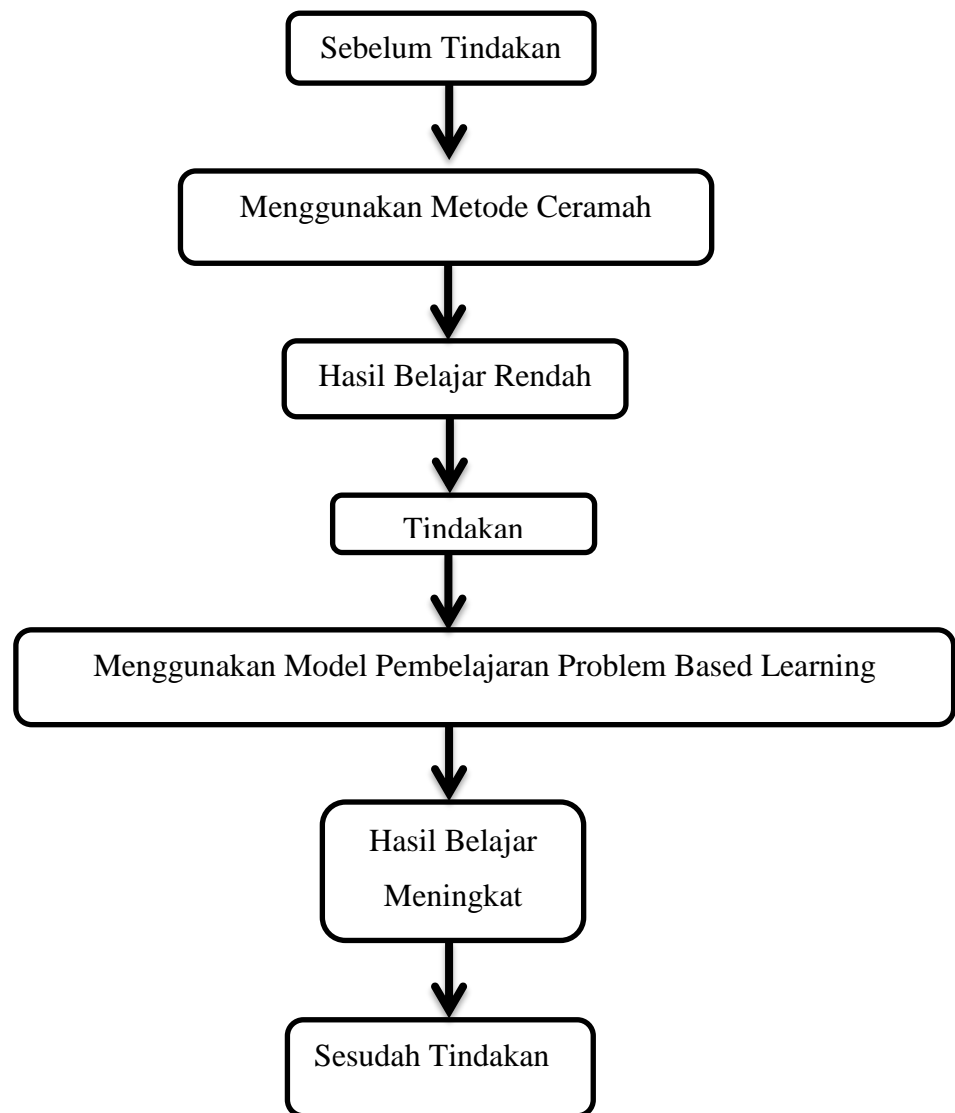 Sebelum Tindakan
Menggunakan Metode Ceramah
Hasil Belajar Rendah
Tindakan
Menggunakan Model Pembelajaran Problem Based Learning
Hasil Belajar
Meningkat
Sesudah Tindakan